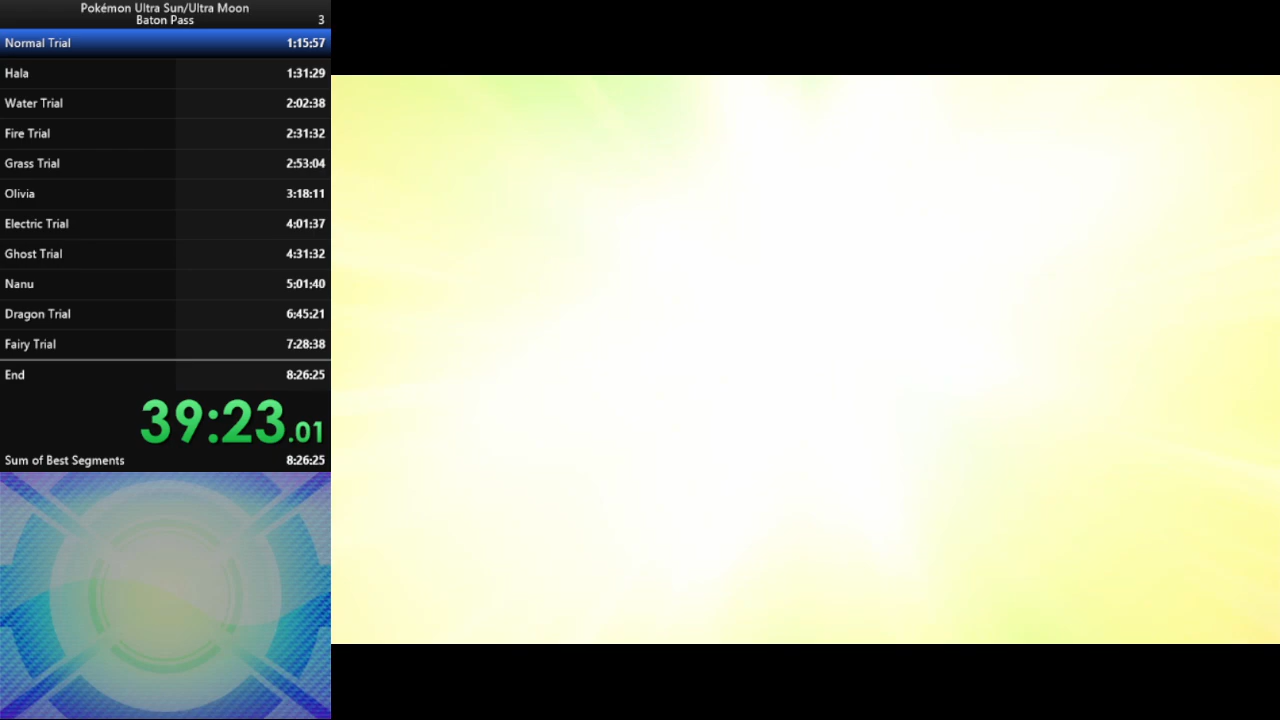 Pokémon Ultra Sun/Ultra Moon
Baton Pass 3
Normal Trial 1:15:57
Hala 1:31:29
Water Trial 2:02:38
Fire Trial 2:31:32
Grass Trial 2:53:04
Olivia 3:18:11
Electric Trial 4:01:37
Ghost Trial 4:31:32
Nanu 5:01:40
Dragon Trial 6:45:21
Fairy Trial 7:28:38
End 8:26:25
39:23.01
Sum of Best Segments 8:26:25